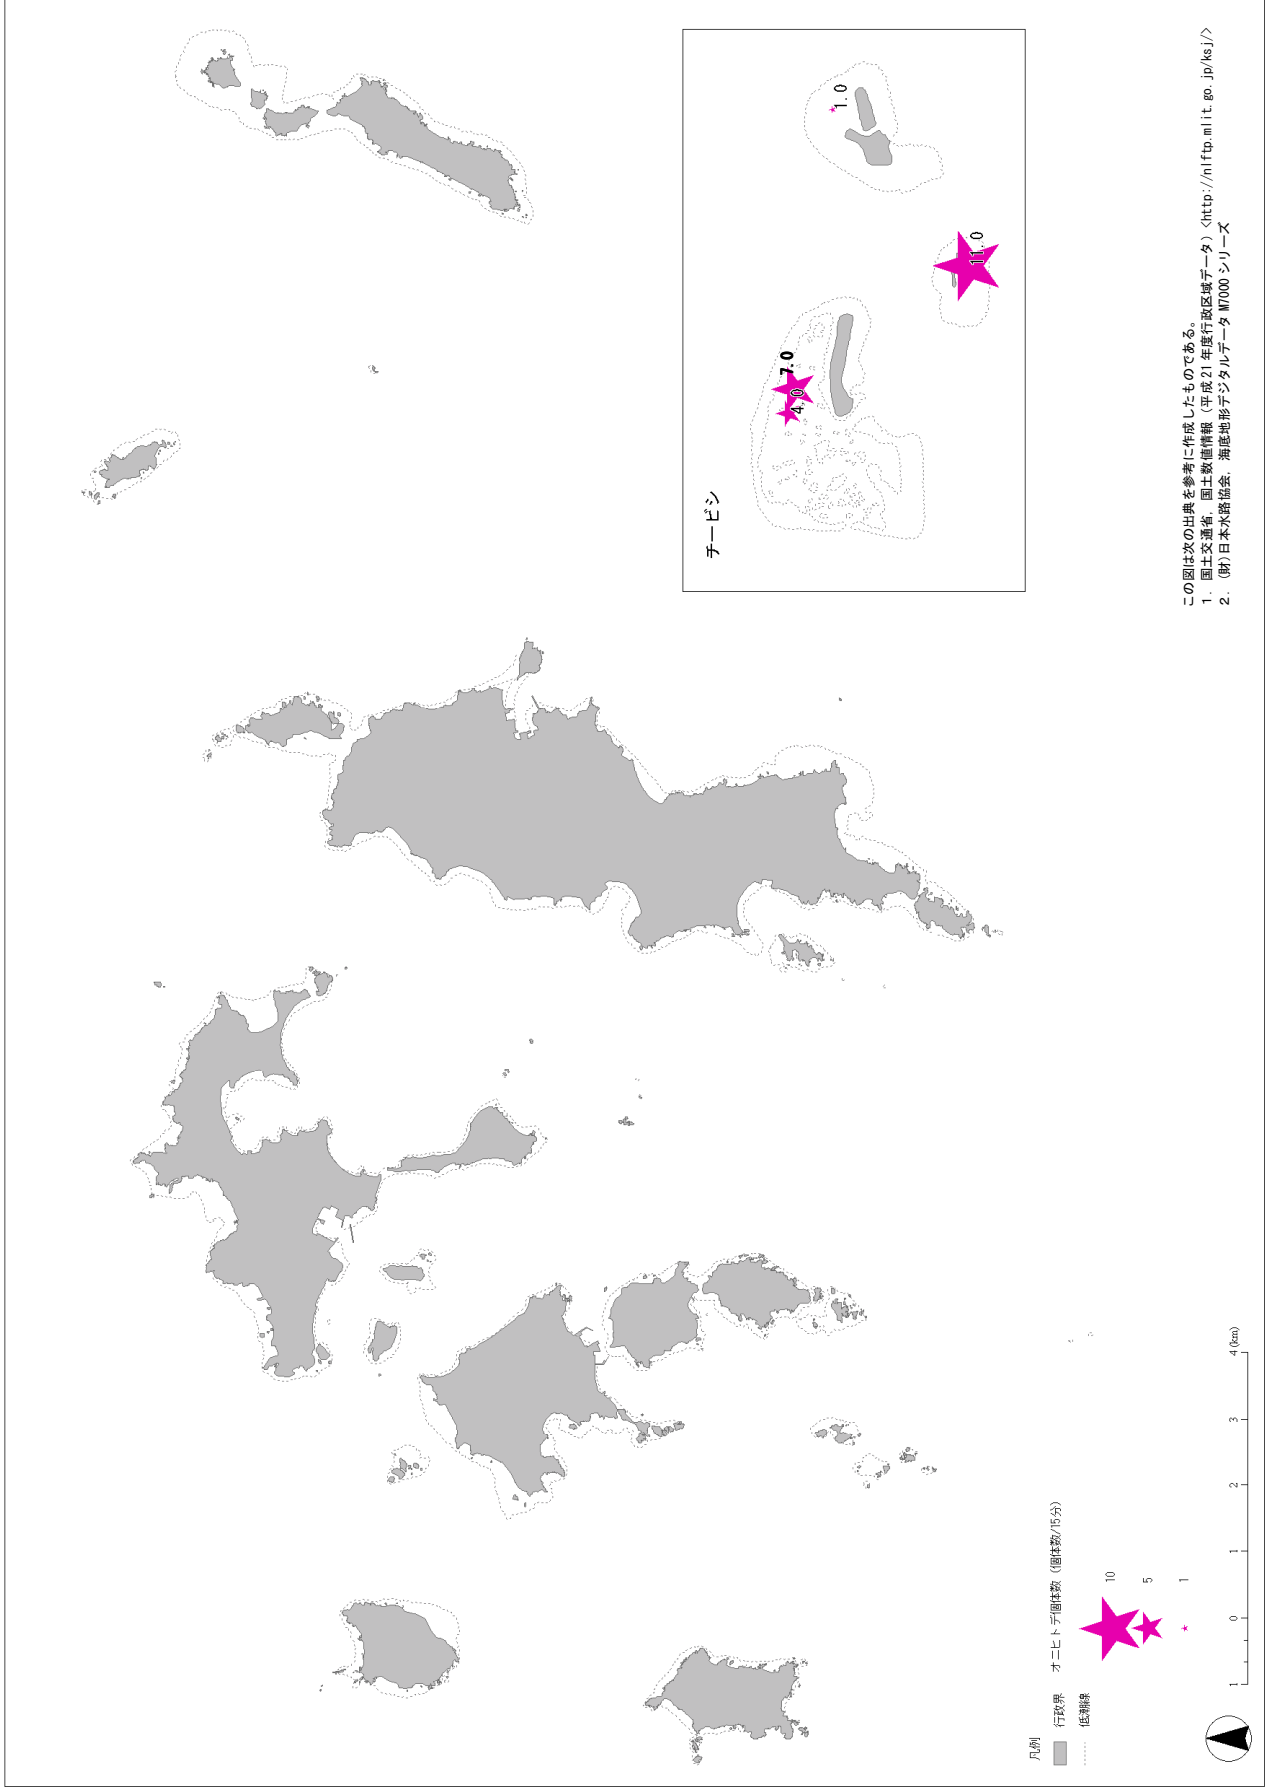 チービシ
4.0
7.0
11.0
1.0
凡例
行政界
低潮線
オニヒトデ個体数（個体数/15分）
10
5
1
1 0 1 2 3 4 (km)
この図は次の出典を参考に作成したものである。
1. 国土交通省, 国土数値情報（平成21年度行政区域データ）<http://nlftp.mlit.go.jp/ksj/>
2. (財)日本水路協会, 海底地形デジタルデータ M7000 シリーズ